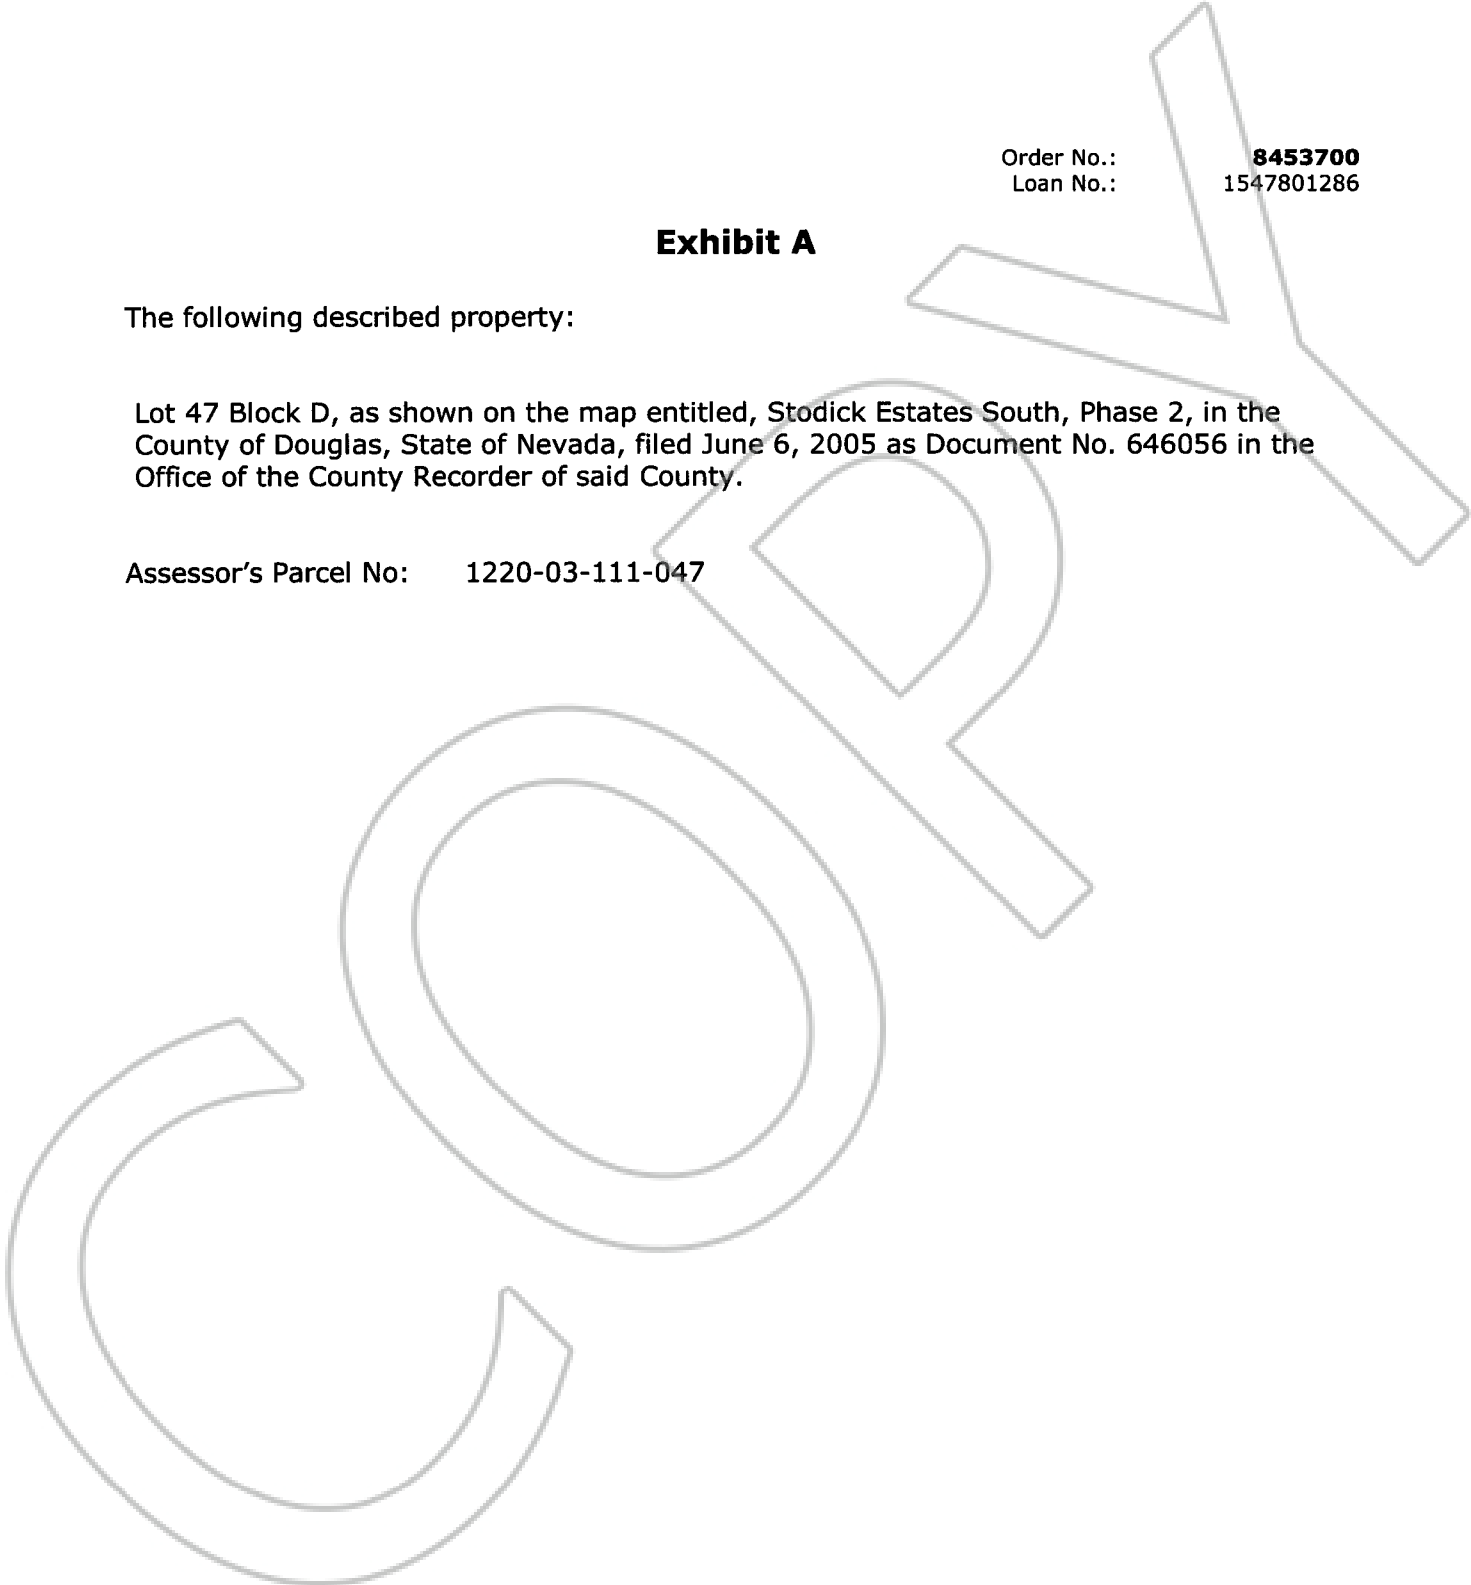 Order No.: 8453700
Loan No.: 1547801286
Exhibit A
The following described property:
Lot 47 Block D, as shown on the map entitled, Stodick Estates South, Phase 2, in the
County of Douglas, State of Nevada, filed June 6, 2005 as Document No. 646056 in the
Office of the County Recorder of said County.
Assessor’s Parcel No: 1220-03-111-047
COPY